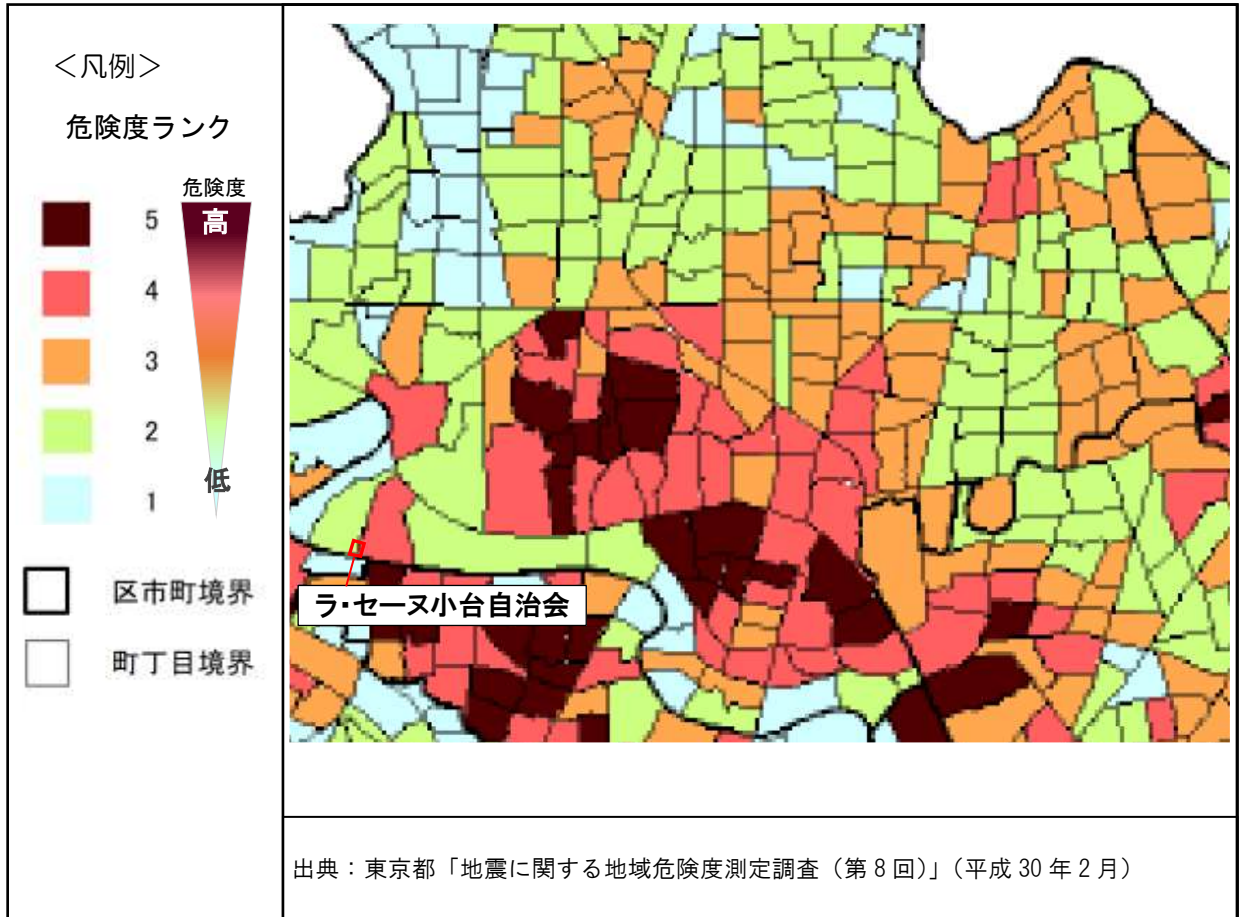 ＜凡例＞
危険度ランク
危険度
高
5
4
3
2
1
低
区市町境界
町丁目境界
ラ・セーヌ小台自治会
出典：東京都「地震に関する地域危険度測定調査（第８回）」（平成 30 年２月）